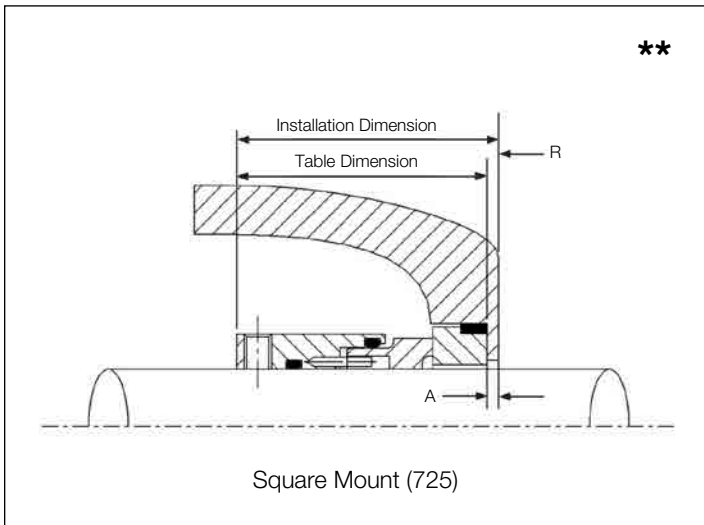 **
Installation Dimension
Table Dimension
R
A
Square Mount (725)